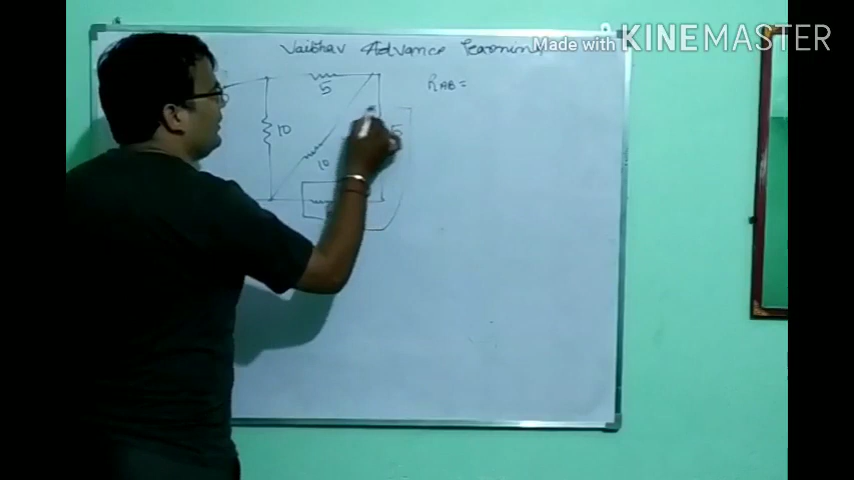 Made with KINEMASTER
Vaibhav Advance Learning
5
RAB=
10
5
10